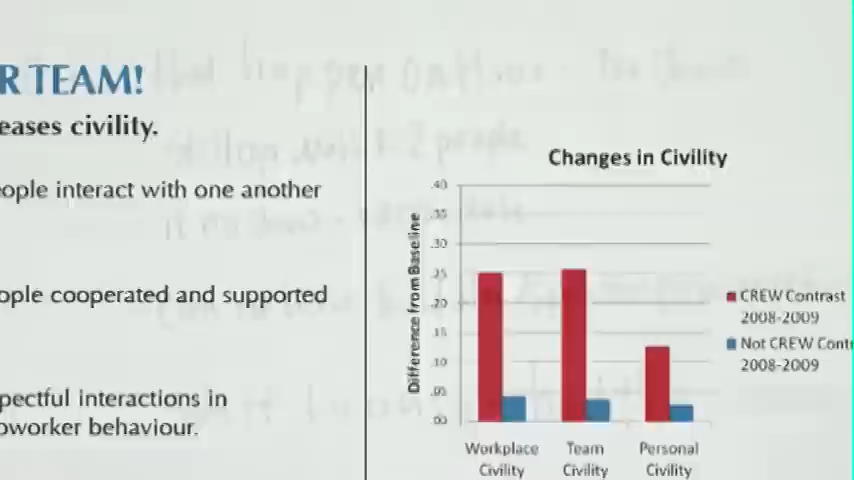 R TEAM!
eases civility.
eople interact with one another
ople cooperated and supported
pectful interactions in
oworker behaviour.
Changes in Civility
Difference from Baseline
.40
.35
.30
.25
.20
.15
.10
.00
CREW Contrast
2008-2009
Not CREW Contr
2008-2009
Workplace
Civility
Team
Civility
Personal
Civility